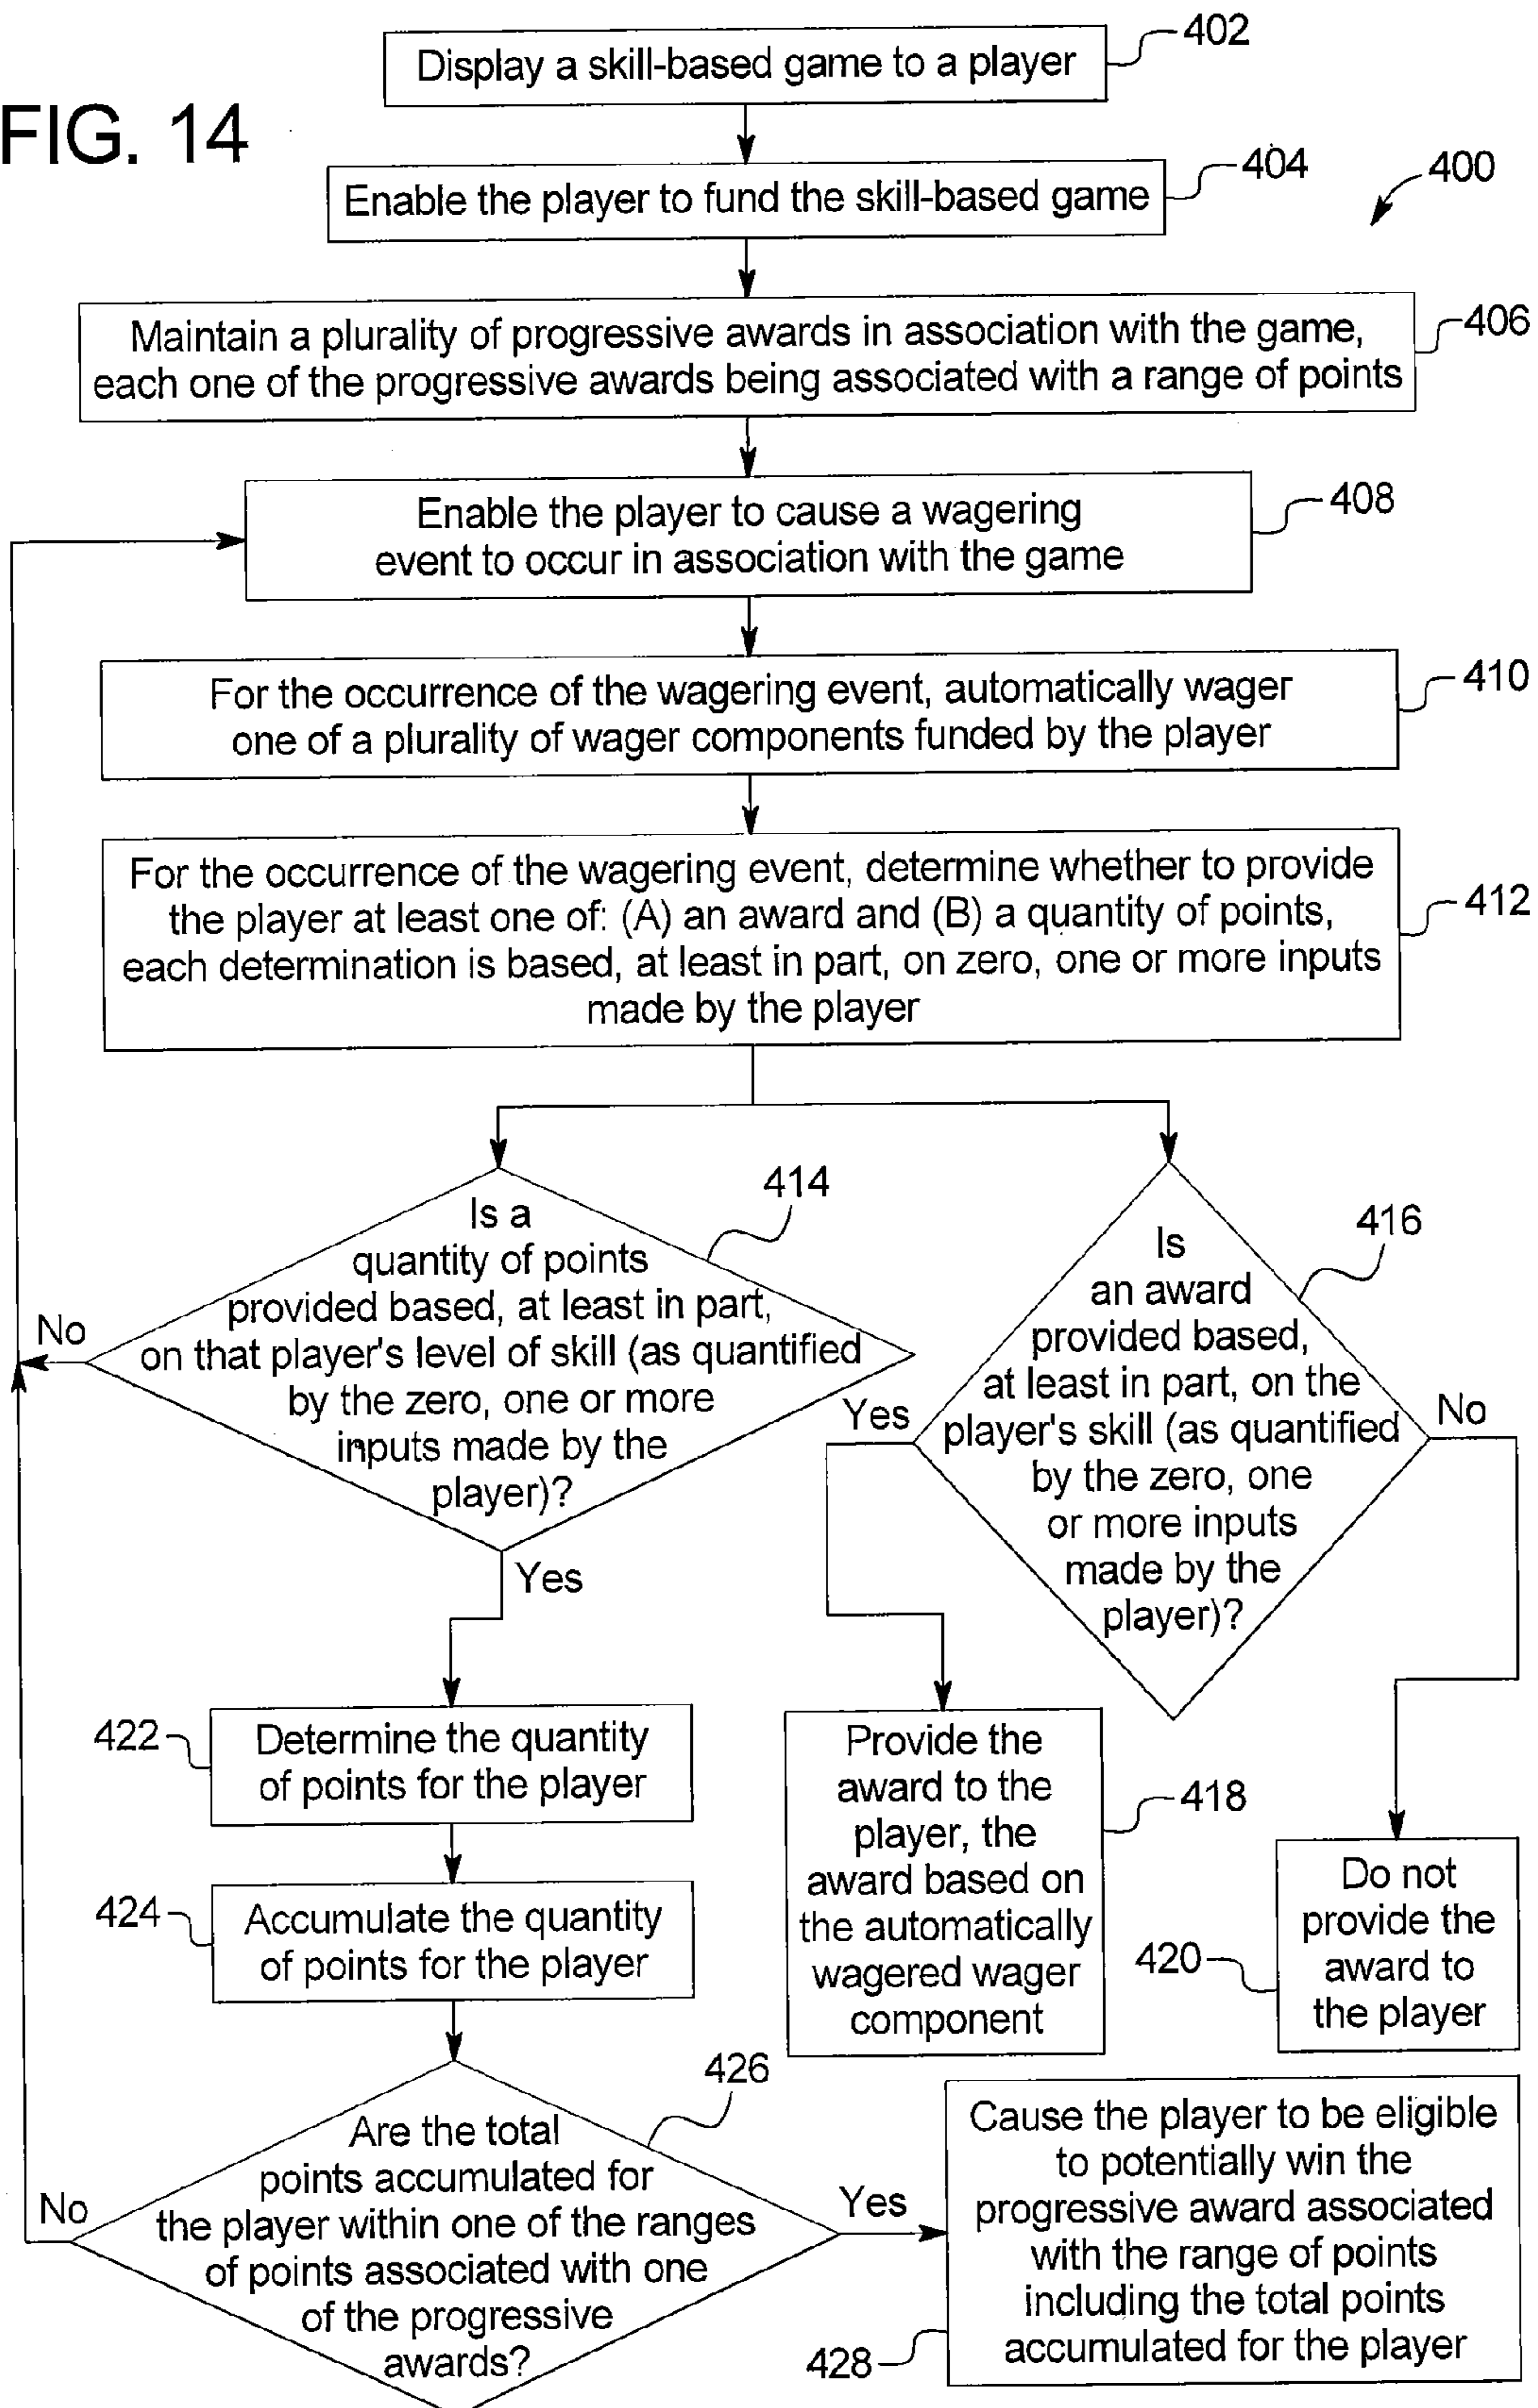 FIG. 14
400
Display a skill-based game to a player
402
Enable the player to fund the skill-based game
404
Maintain a plurality of progressive awards in association with the game,
each one of the progressive awards being associated with a range of points
406
Enable the player to cause a wagering
event to occur in association with the game
408
For the occurrence of the wagering event, automatically wager
one of a plurality of wager components funded by the player
410
For the occurrence of the wagering event, determine whether to provide
the player at least one of: (A) an award and (B) a quantity of points,
each determination is based, at least in part, on zero, one or more inputs
made by the player
412
Is a
quantity of points
provided based, at least in part,
on that player's level of skill (as quantified
by the zero, one or more
inputs made by the
player)?
414
No
Yes
Is
an award
provided based,
at least in part, on the
player's skill (as quantified
by the zero, one
or more inputs
made by the
player)?
416
Yes
No
422
Determine the quantity
of points for the player
424
Accumulate the quantity
of points for the player
Provide the
award to the
player, the
award based on
the automatically
wagered wager
component
418
Do not
provide the
award to
the player
420
Are the total
points accumulated for
the player within one of the ranges
of points associated with one
of the progressive
awards?
426
No
Yes
Cause the player to be eligible
to potentially win the
progressive award associated
with the range of points
including the total points
accumulated for the player
428